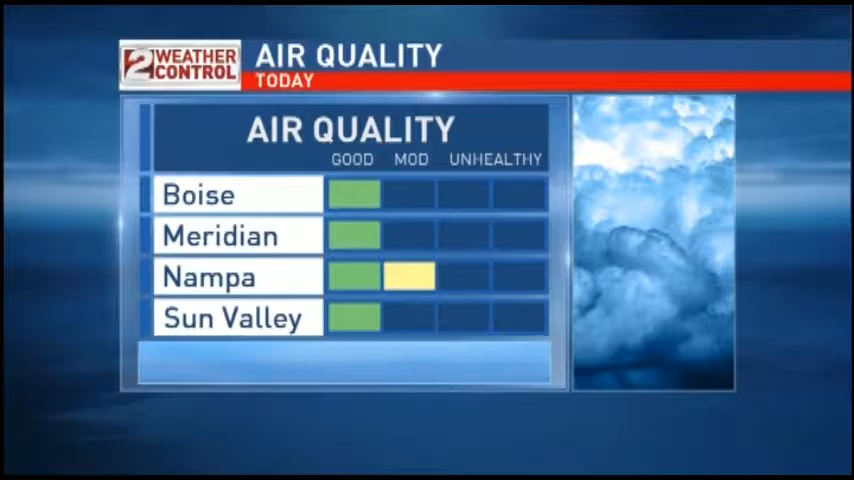 2 WEATHER
CONTROL
AIR QUALITY
TODAY
AIR QUALITY
GOOD MOD UNHEALTHY
Boise
Meridian
Nampa
Sun Valley